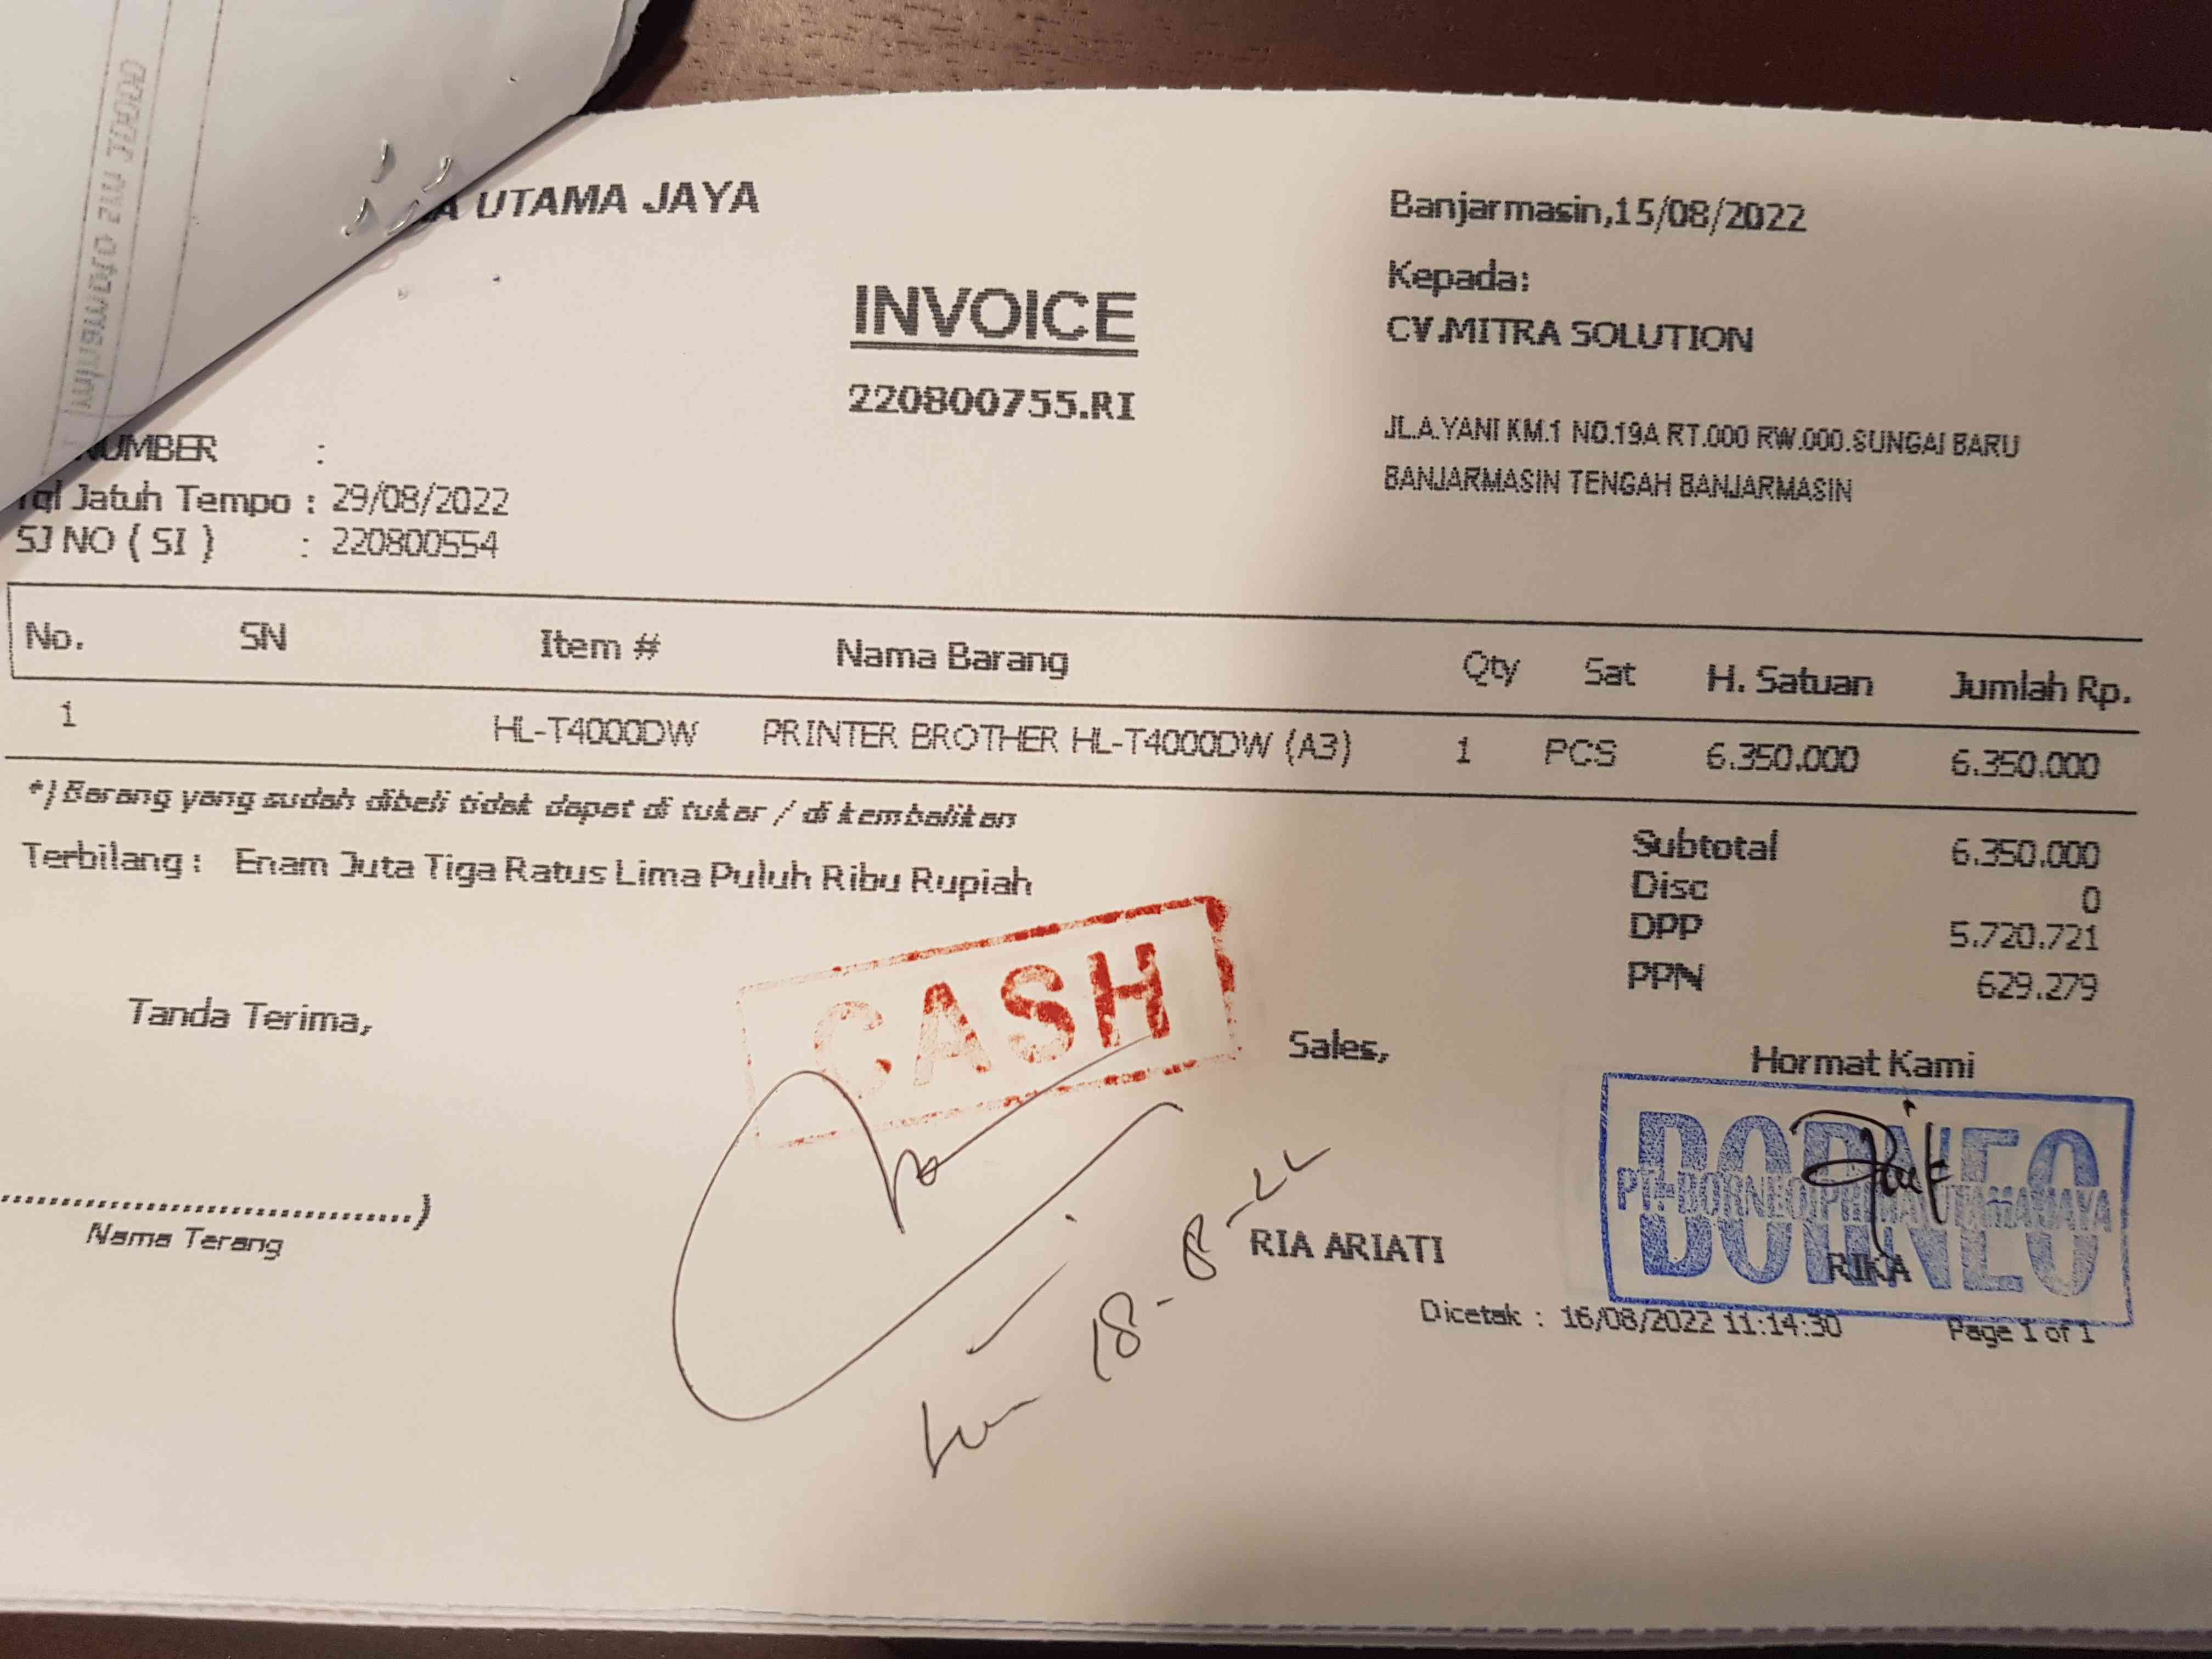 UTAMA JAYA
Banjarmasin,15/08/2022
Kepada:
CV.MITRA SOLUTION
JL.A.YANI KM.1 NO.19A RT.000 RW.000.SUNGAI BARU
BANJARMASIN TENGAH BANJARMASIN
INVOICE
220800755.RI
NUMBER :
Tgl Jatuh Tempo : 29/08/2022
SJ NO ( SI ) : 220800554
No. SN Item # Nama Barang Qty Sat H. Satuan Jumlah Rp.
1 HL-T4000DW PRINTER BROTHER HL-T4000DW (A3) 1 PCS 6.350.000 6.350.000
*) Barang yang sudah dibeli tidak dapat di tukar / di kembalikan
Terbilang : Enam Juta Tiga Ratus Lima Puluh Ribu Rupiah
Subtotal 6.350.000
Disc 0
DPP 5.720.721
PPN 629.279
CASH
Tanda Terima,
Sales,
Hormat Kami
BORNEO
PT. BORNEO PRIMA UTAMA JAYA
..................................)
Nama Terang
RIA ARIATI
RIKA
18-8-22
Dicetak : 16/08/2022 11:14:30 Page 1 of 1